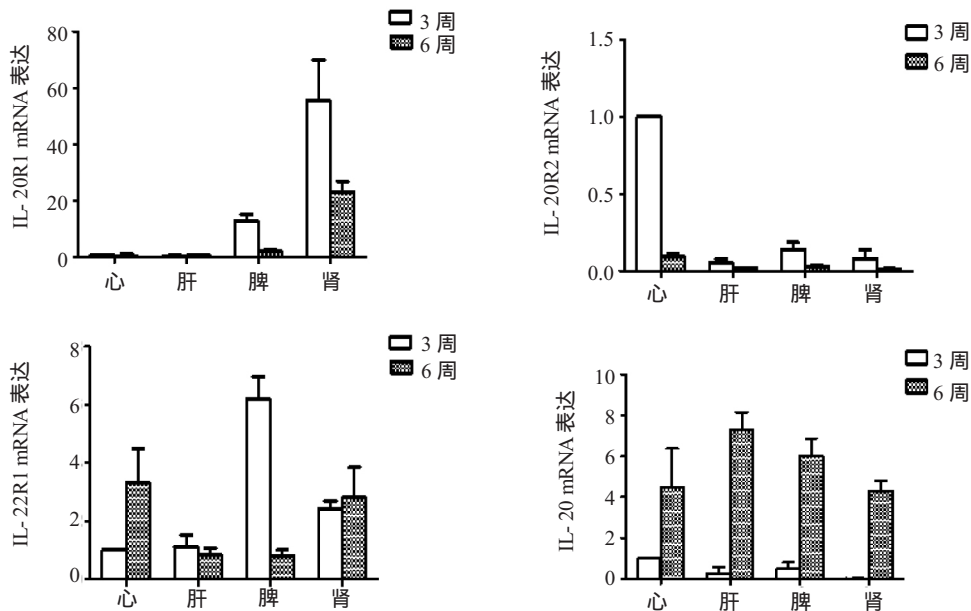 3 周
6 周
IL- 20R1 mRNA 表达
80
60
40
20
0
心 肝 脾 肾
3 周
6 周
IL- 20R2 mRNA 表达
1.5
1.0
0.5
0.0
心 肝 脾 肾
3 周
6 周
IL- 22R1 mRNA 表达
8
6
4
2
0
心 肝 脾 肾
3 周
6 周
IL- 20 mRNA 表达
10
8
6
4
2
0
心 肝 脾 肾